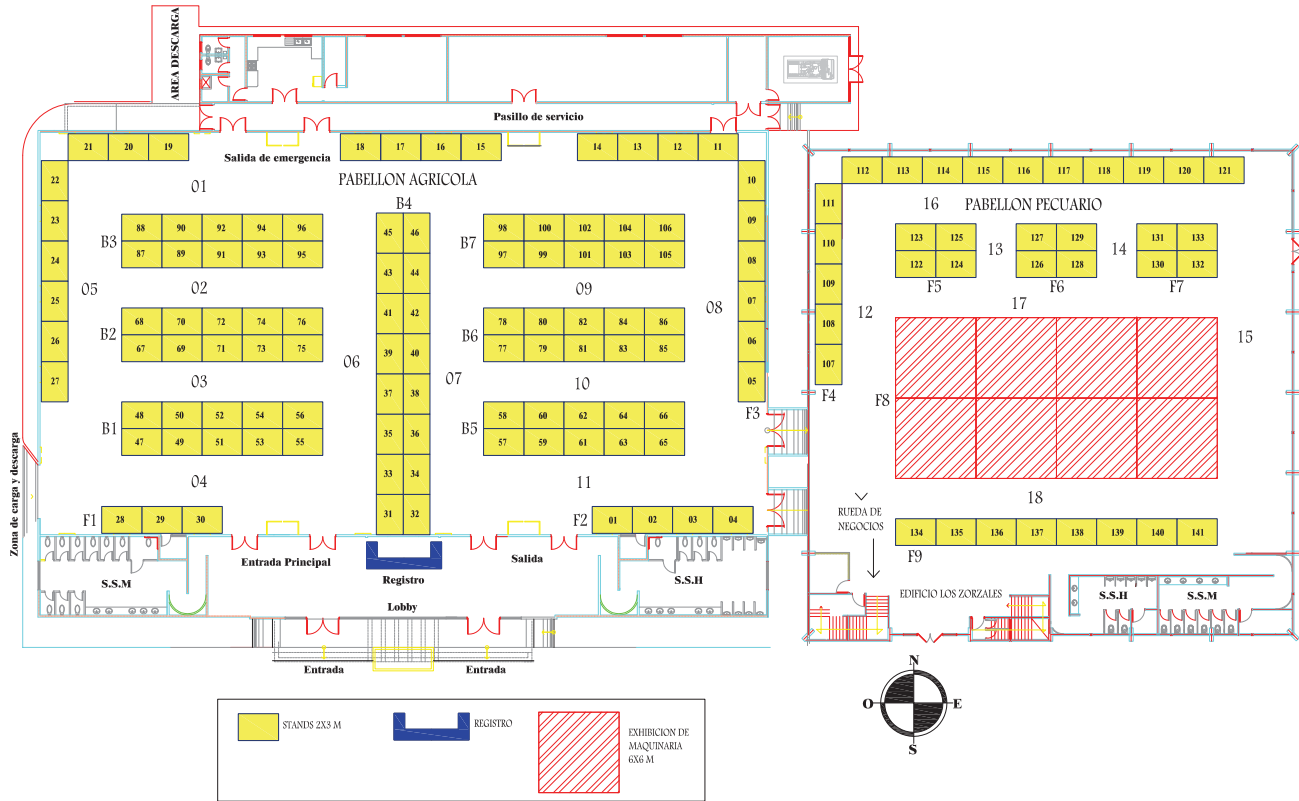 AREA DESCARGA
Pasillo de servicio
21 20 19
Salida de emergencia
18 17 16 15
14 13 12 11
PABELLON AGRICOLA
01
22
23
24
25
26
27
05
B3
88 90 92 94 96
87 89 91 93 95
02
B2
68 70 72 74 76
67 69 71 73 75
03
B1
48 50 52 54 56
47 49 51 53 55
04
F1
28 29 30
06
B4
45 46
43 44
41 42
39 40
37 38
35 36
33 34
31 32
07
B7
98 100 102 104 106
97 99 101 103 105
09
B6
78 80 82 84 86
77 79 81 83 85
10
B5
58 60 62 64 66
57 59 61 63 65
11
F2
01 02 03 04
08
10
09
08
07
06
05
F3
Zona de carga y descarga
S.S.M
Entrada Principal
Registro
Salida
S.S.H
Lobby
Entrada
Entrada
112 113 114 115 116 117 118 119 120 121
16
PABELLON PECUARIO
111
110
109
108
107
F4
12
123 125
122 124
F5
13
127 129
126 128
F6
14
131 133
130 132
F7
17
15
F8
18
RUEDA DE
NEGOCIOS
134 135 136 137 138 139 140 141
F9
EDIFICIO LOS ZORZALES
S.S.H
S.S.M
N
O
E
S
STANDS 2X3 M
REGISTRO
EXHIBICION DE
MAQUINARIA
6X6 M